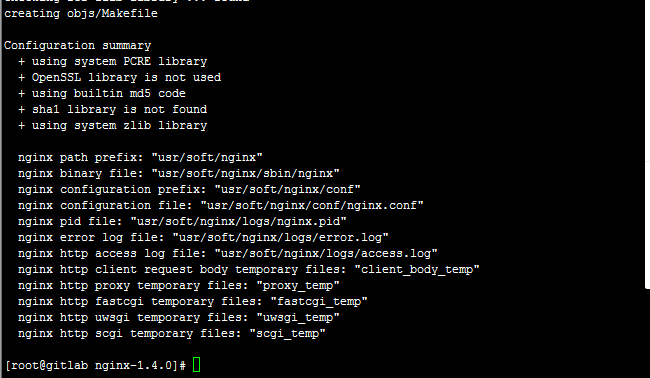 creating objs/Makefile
Configuration summary
+ using system PCRE library
+ OpenSSL library is not used
+ using builtin md5 code
+ sha1 library is not found
+ using system zlib library
nginx path prefix: "usr/soft/nginx"
nginx binary file: "usr/soft/nginx/sbin/nginx"
nginx configuration prefix: "usr/soft/nginx/conf"
nginx configuration file: "usr/soft/nginx/conf/nginx.conf"
nginx pid file: "usr/soft/nginx/logs/nginx.pid"
nginx error log file: "usr/soft/nginx/logs/error.log"
nginx http access log file: "usr/soft/nginx/logs/access.log"
nginx http client request body temporary files: "client_body_temp"
nginx http proxy temporary files: "proxy_temp"
nginx http fastcgi temporary files: "fastcgi_temp"
nginx http uwsgi temporary files: "uwsgi_temp"
nginx http scgi temporary files: "scgi_temp"
[root@gitlab nginx-1.4.0]#